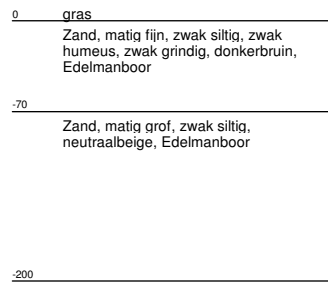 0 gras
Zand, matig fijn, zwak siltig, zwak
humeus, zwak grindig, donkerbruin,
Edelmanboor
-70
Zand, matig grof, zwak siltig,
neutraalbeige, Edelmanboor
-200